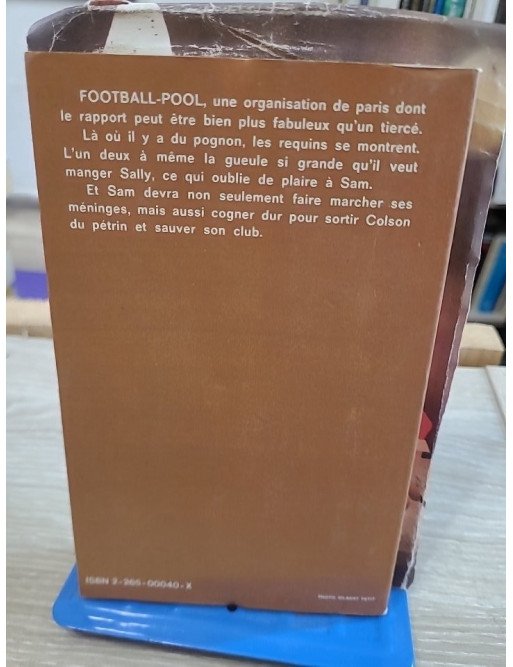 FOOTBALL-POOL, une organisation de paris dont
le rapport peut être bien plus fabuleux qu'un tiercé.
Là où il y a du pognon, les requins se montrent.
L'un deux à même la gueule si grande qu'il veut
manger Sally, ce qui oublie de plaire à Sam.
Et Sam devra non seulement faire marcher ses
méninges, mais aussi cogner dur pour sortir Colson
du pétrin et sauver son club.
ISBN 2-265-00040-X
GILBERT PETIT